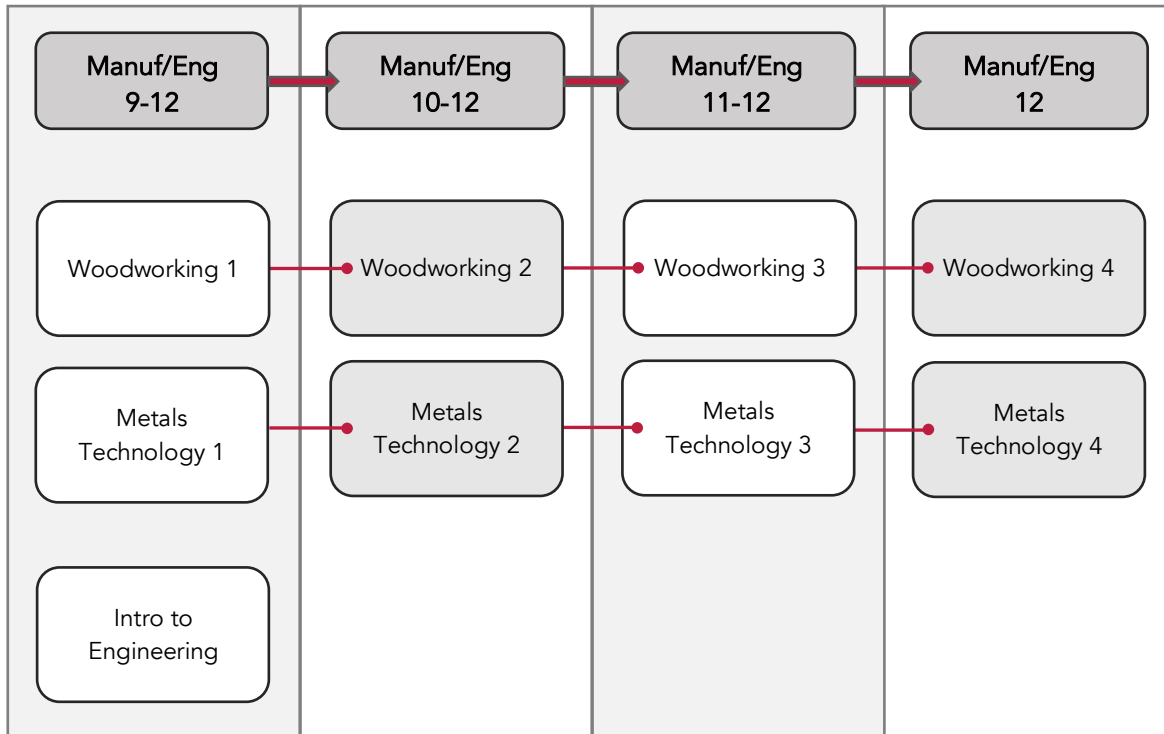 Manuf/Eng
9-12
Manuf/Eng
10-12
Manuf/Eng
11-12
Manuf/Eng
12
Woodworking 1
Woodworking 2
Woodworking 3
Woodworking 4
Metals
Technology 1
Metals
Technology 2
Metals
Technology 3
Metals
Technology 4
Intro to
Engineering